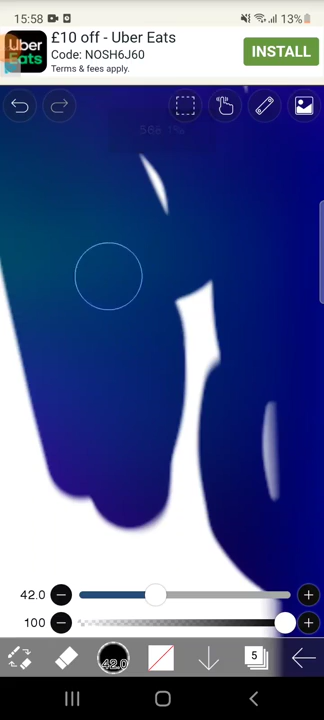 15:58
13%
Uber
Eats
£10 off - Uber Eats
Code: NOSH6J60
Terms & fees apply.
INSTALL
42.0
100
42.0
5